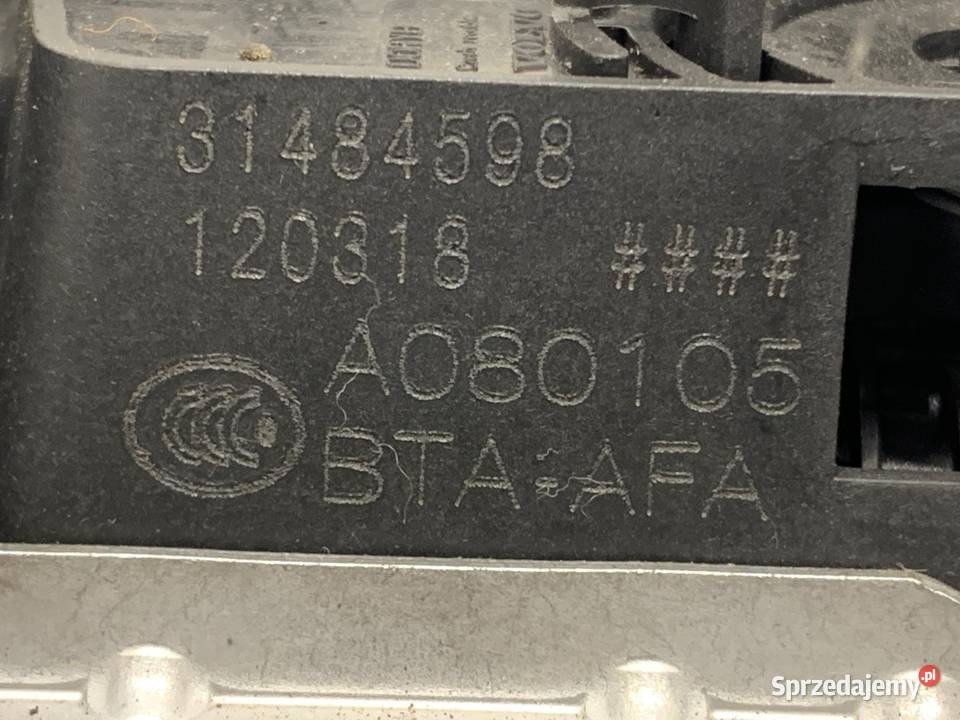 31484598
120318 ####
A080105
BTA-AFA
Sprzedajemy.pl